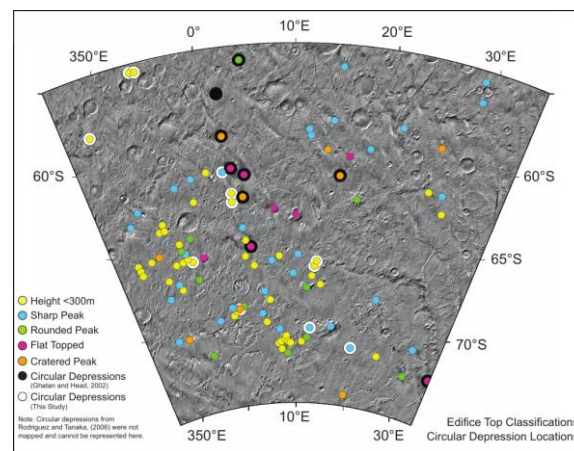 350°E 0° 10°E 20°E 30°E
60°S 60°S
65°S 65°S
Height <300m
Sharp Peak
Rounded Peak
Flat Topped
70°S
Cratered Peak
Circular Depressions
(Ghatan and Head, 2002)
Circular Depressions
(This Study)
Note: Circular depressions from
Rodriguez and Tanaka, (2006) were not
mapped and cannot be represented here.
350°E 10°E 30°E
Edifice Top Classifications
Circular Depression Locations